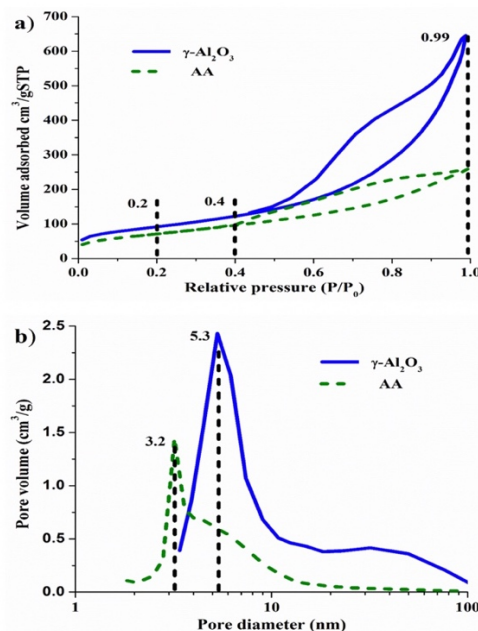 a)
700
600
500
400
300
200
100
0
Volume adsorbed cm³/gSTP
γ-Al₂O₃
AA
0.99
0.2
0.4
0.0 0.2 0.4 0.6 0.8 1.0
Relative pressure (P/P₀)
b)
2.5
2.0
1.5
1.0
0.5
0.0
Pore volume (cm³/g)
5.3
γ-Al₂O₃
AA
3.2
1 10 100
Pore diameter (nm)